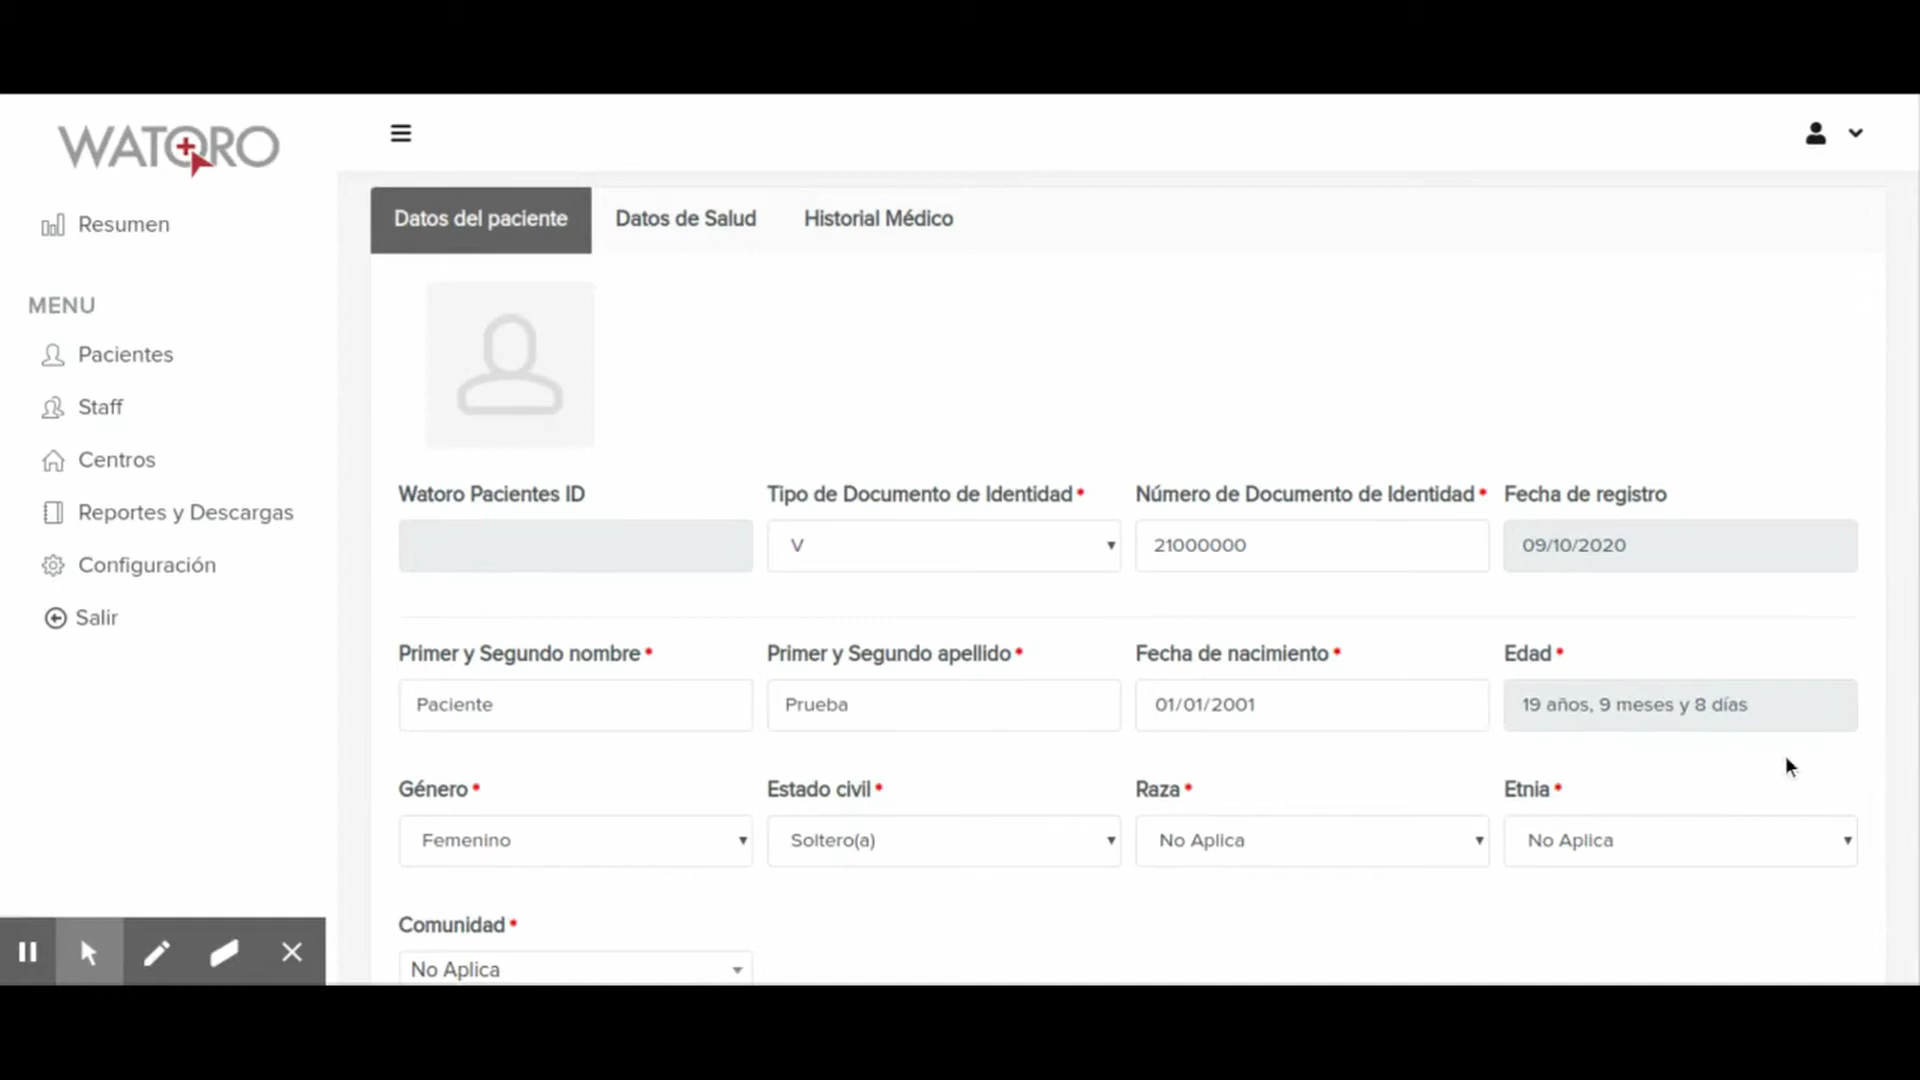 WATORO
Resumen
MENU
Pacientes
Staff
Centros
Reportes y Descargas
Configuración
Salir
Datos del paciente Datos de Salud Historial Médico
Watoro Pacientes ID Tipo de Documento de Identidad * Número de Documento de Identidad * Fecha de registro
V 21000000 09/10/2020
Primer y Segundo nombre * Primer y Segundo apellido * Fecha de nacimiento * Edad *
Paciente Prueba 01/01/2001 19 años, 9 meses y 8 días
Género * Estado civil * Raza * Etnia *
Femenino Soltero(a) No Aplica No Aplica
Comunidad *
No Aplica